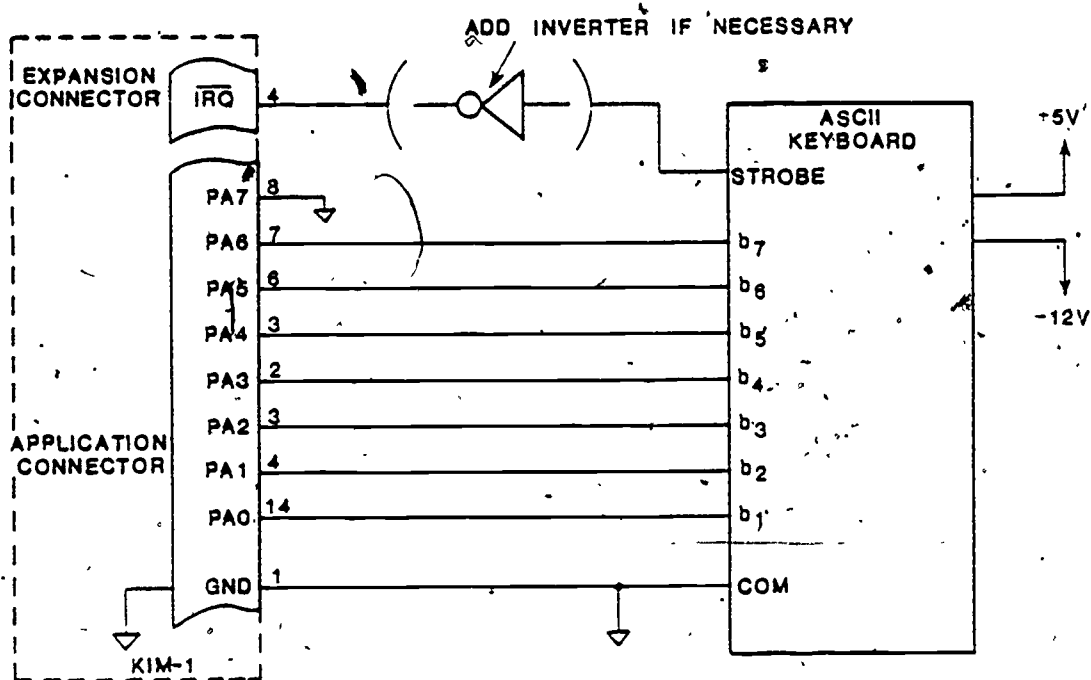 ADD INVERTER IF NECESSARY
EXPANSION
CONNECTOR
IRQ
4
ASCII
KEYBOARD
+5V
STROBE
-12V
PA7
8
PA6
7
b7
PA5
6
b6
PA4
3
b5
PA3
2
b4
PA2
3
b3
PA1
4
b2
PA0
14
b1
APPLICATION
CONNECTOR
GND
1
COM
KIM-1